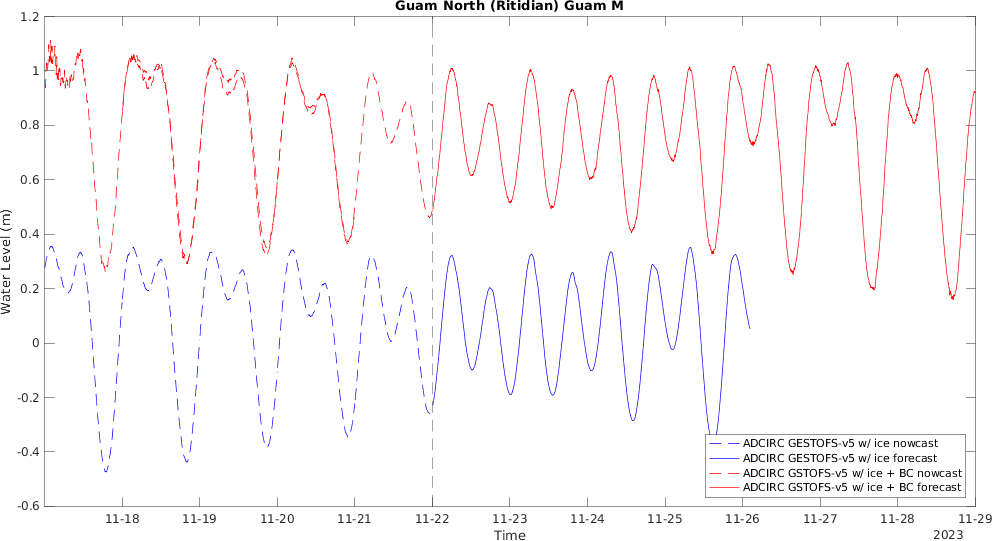 Guam North (Ritidian) Guam M
Water Level (m)
1.2
1
0.8
0.6
0.4
0.2
0
-0.2
-0.4
-0.6
ADCIRC GESTOFS-v5 w/ ice nowcast
ADCIRC GESTOFS-v5 w/ ice forecast
ADCIRC GSTOFS-v5 w/ ice + BC nowcast
ADCIRC GSTOFS-v5 w/ ice + BC forecast
11-18 11-19 11-20 11-21 11-22 11-23 11-24 11-25 11-26 11-27 11-28 11-29
Time
2023